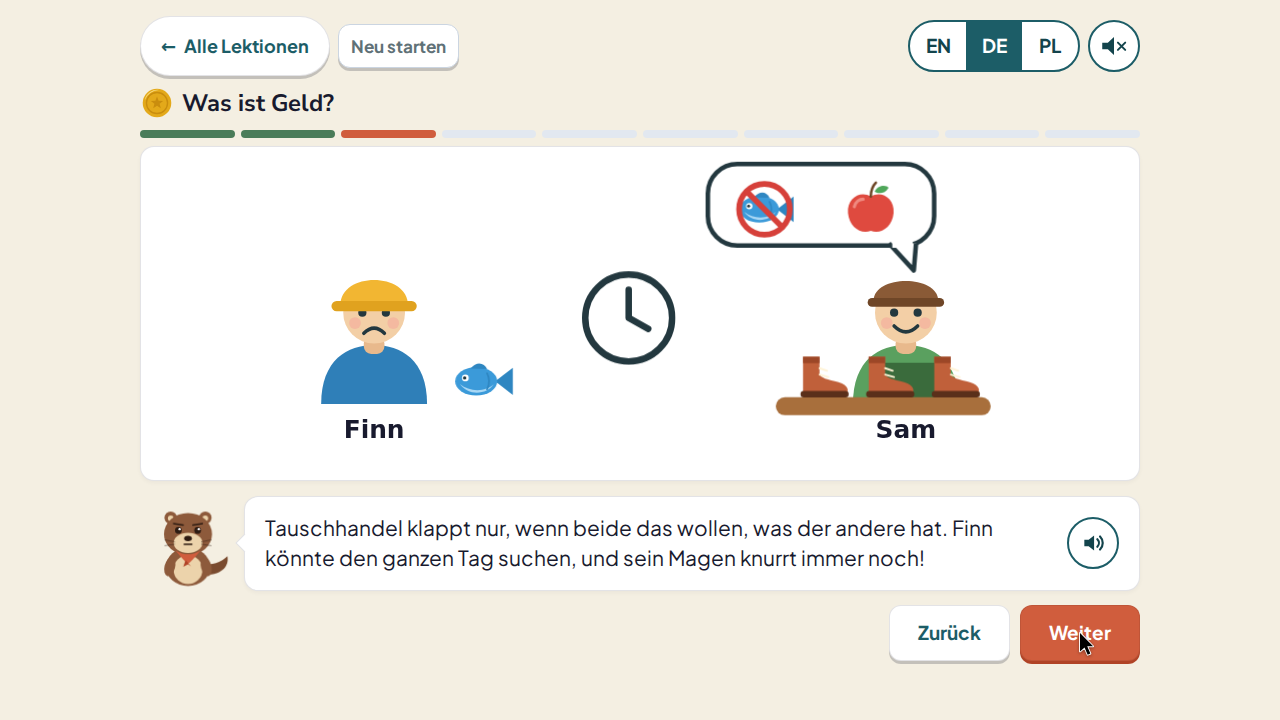 ← Alle Lektionen
Neu starten
EN DE PL
Was ist Geld?
Finn
Sam
Tauschhandel klappt nur, wenn beide das wollen, was der andere hat. Finn
könnte den ganzen Tag suchen, und sein Magen knurrt immer noch!
Zurück
Weiter